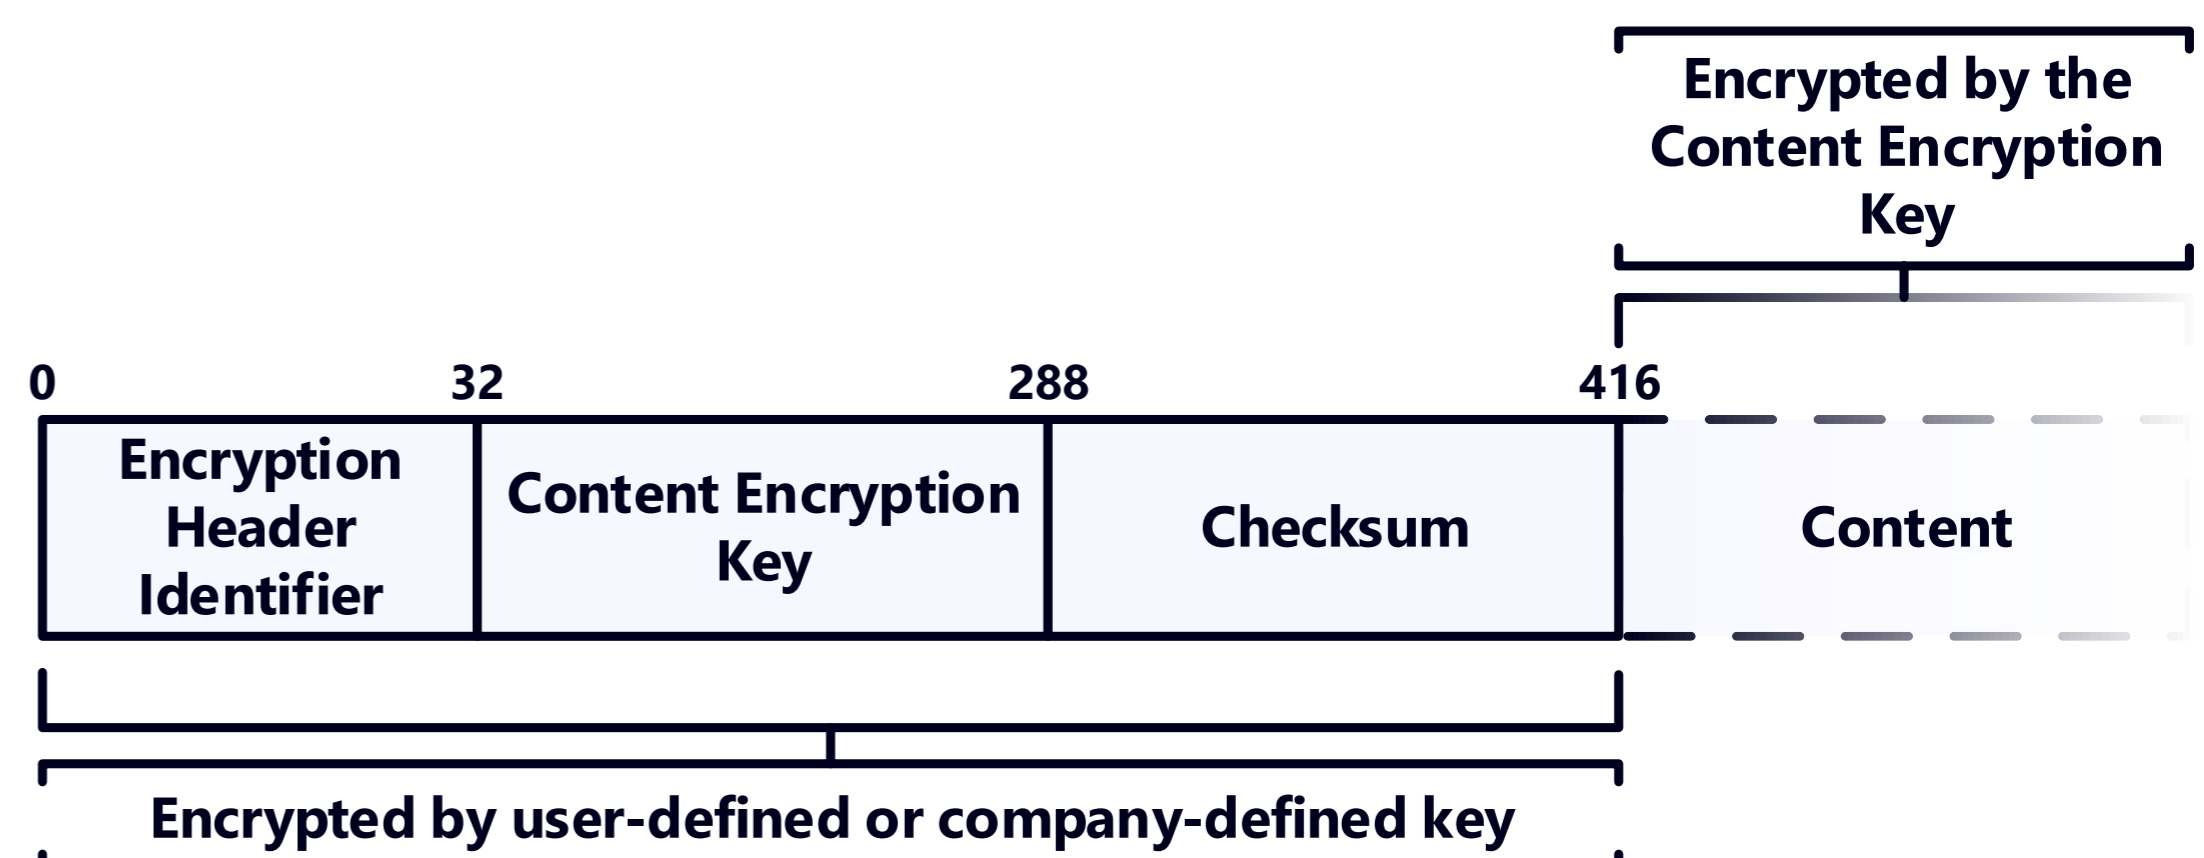 Encrypted by the
Content Encryption
Key
0
32
288
416
Encryption
Header
Identifier
Content Encryption
Key
Checksum
Content
Encrypted by user-defined or company-defined key